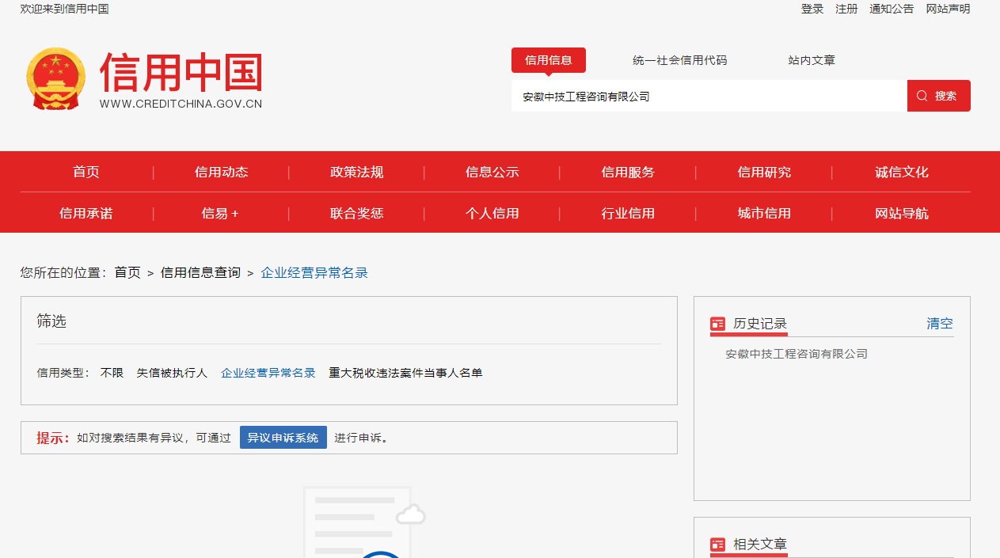 欢迎来到信用中国
登录 注册 通知公告 网站声明
信用中国
WWW.CREDITCHINA.GOV.CN
信用信息 统一社会信用代码 站内文章
安徽中技工程咨询有限公司 搜索
首页 | 信用动态 | 政策法规 | 信息公示 | 信用服务 | 信用研究 | 诚信文化
信用承诺 | 信易+ | 联合奖惩 | 个人信用 | 行业信用 | 城市信用 | 网站导航
您所在的位置：首页 > 信用信息查询 > 企业经营异常名录
筛选
信用类型： 不限 失信被执行人 企业经营异常名录 重大税收违法案件当事人名单
提示：如对搜索结果有异议，可通过 异议申诉系统 进行申诉。
历史记录 清空
安徽中技工程咨询有限公司
相关文章